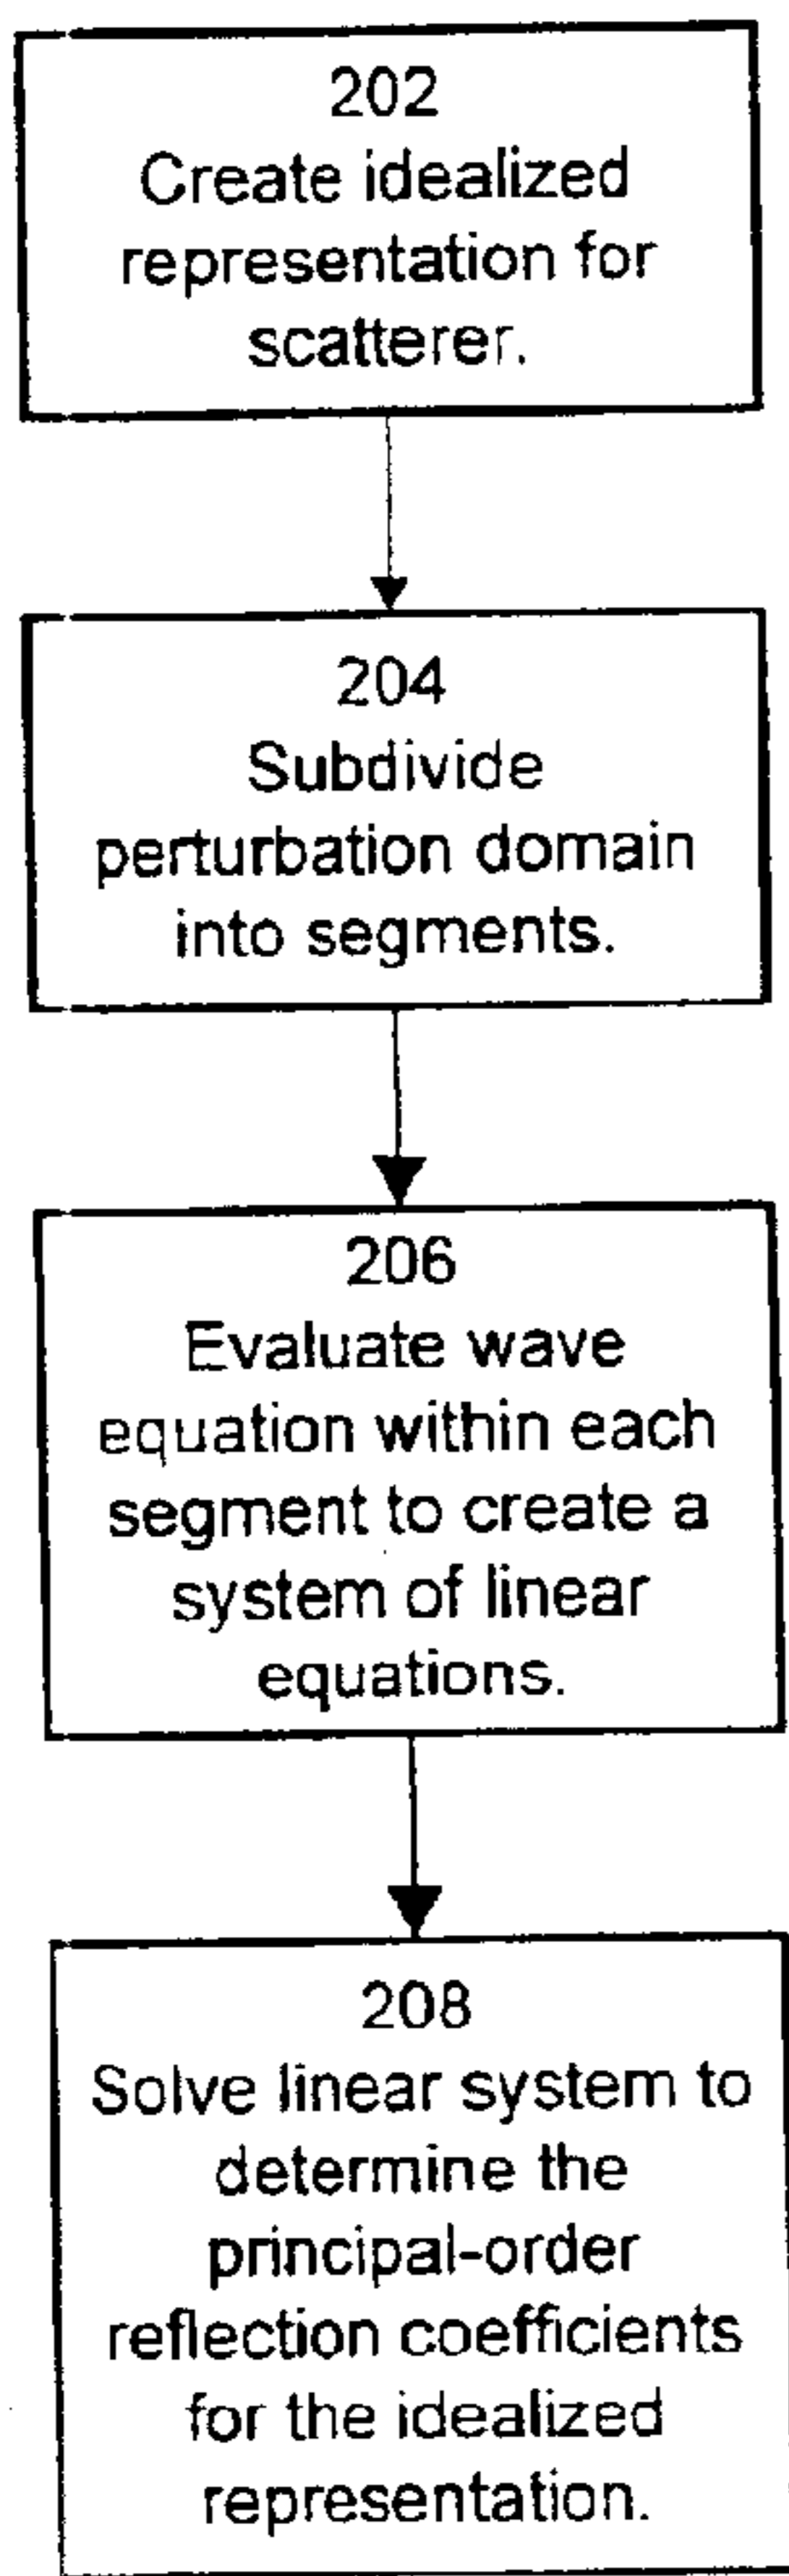 202
Create idealized
representation for
scatterer.
204
Subdivide
perturbation domain
into segments.
206
Evaluate wave
equation within each
segment to create a
system of linear
equations.
208
Solve linear system to
determine the
principal-order
reflection coefficients
for the idealized
representation.